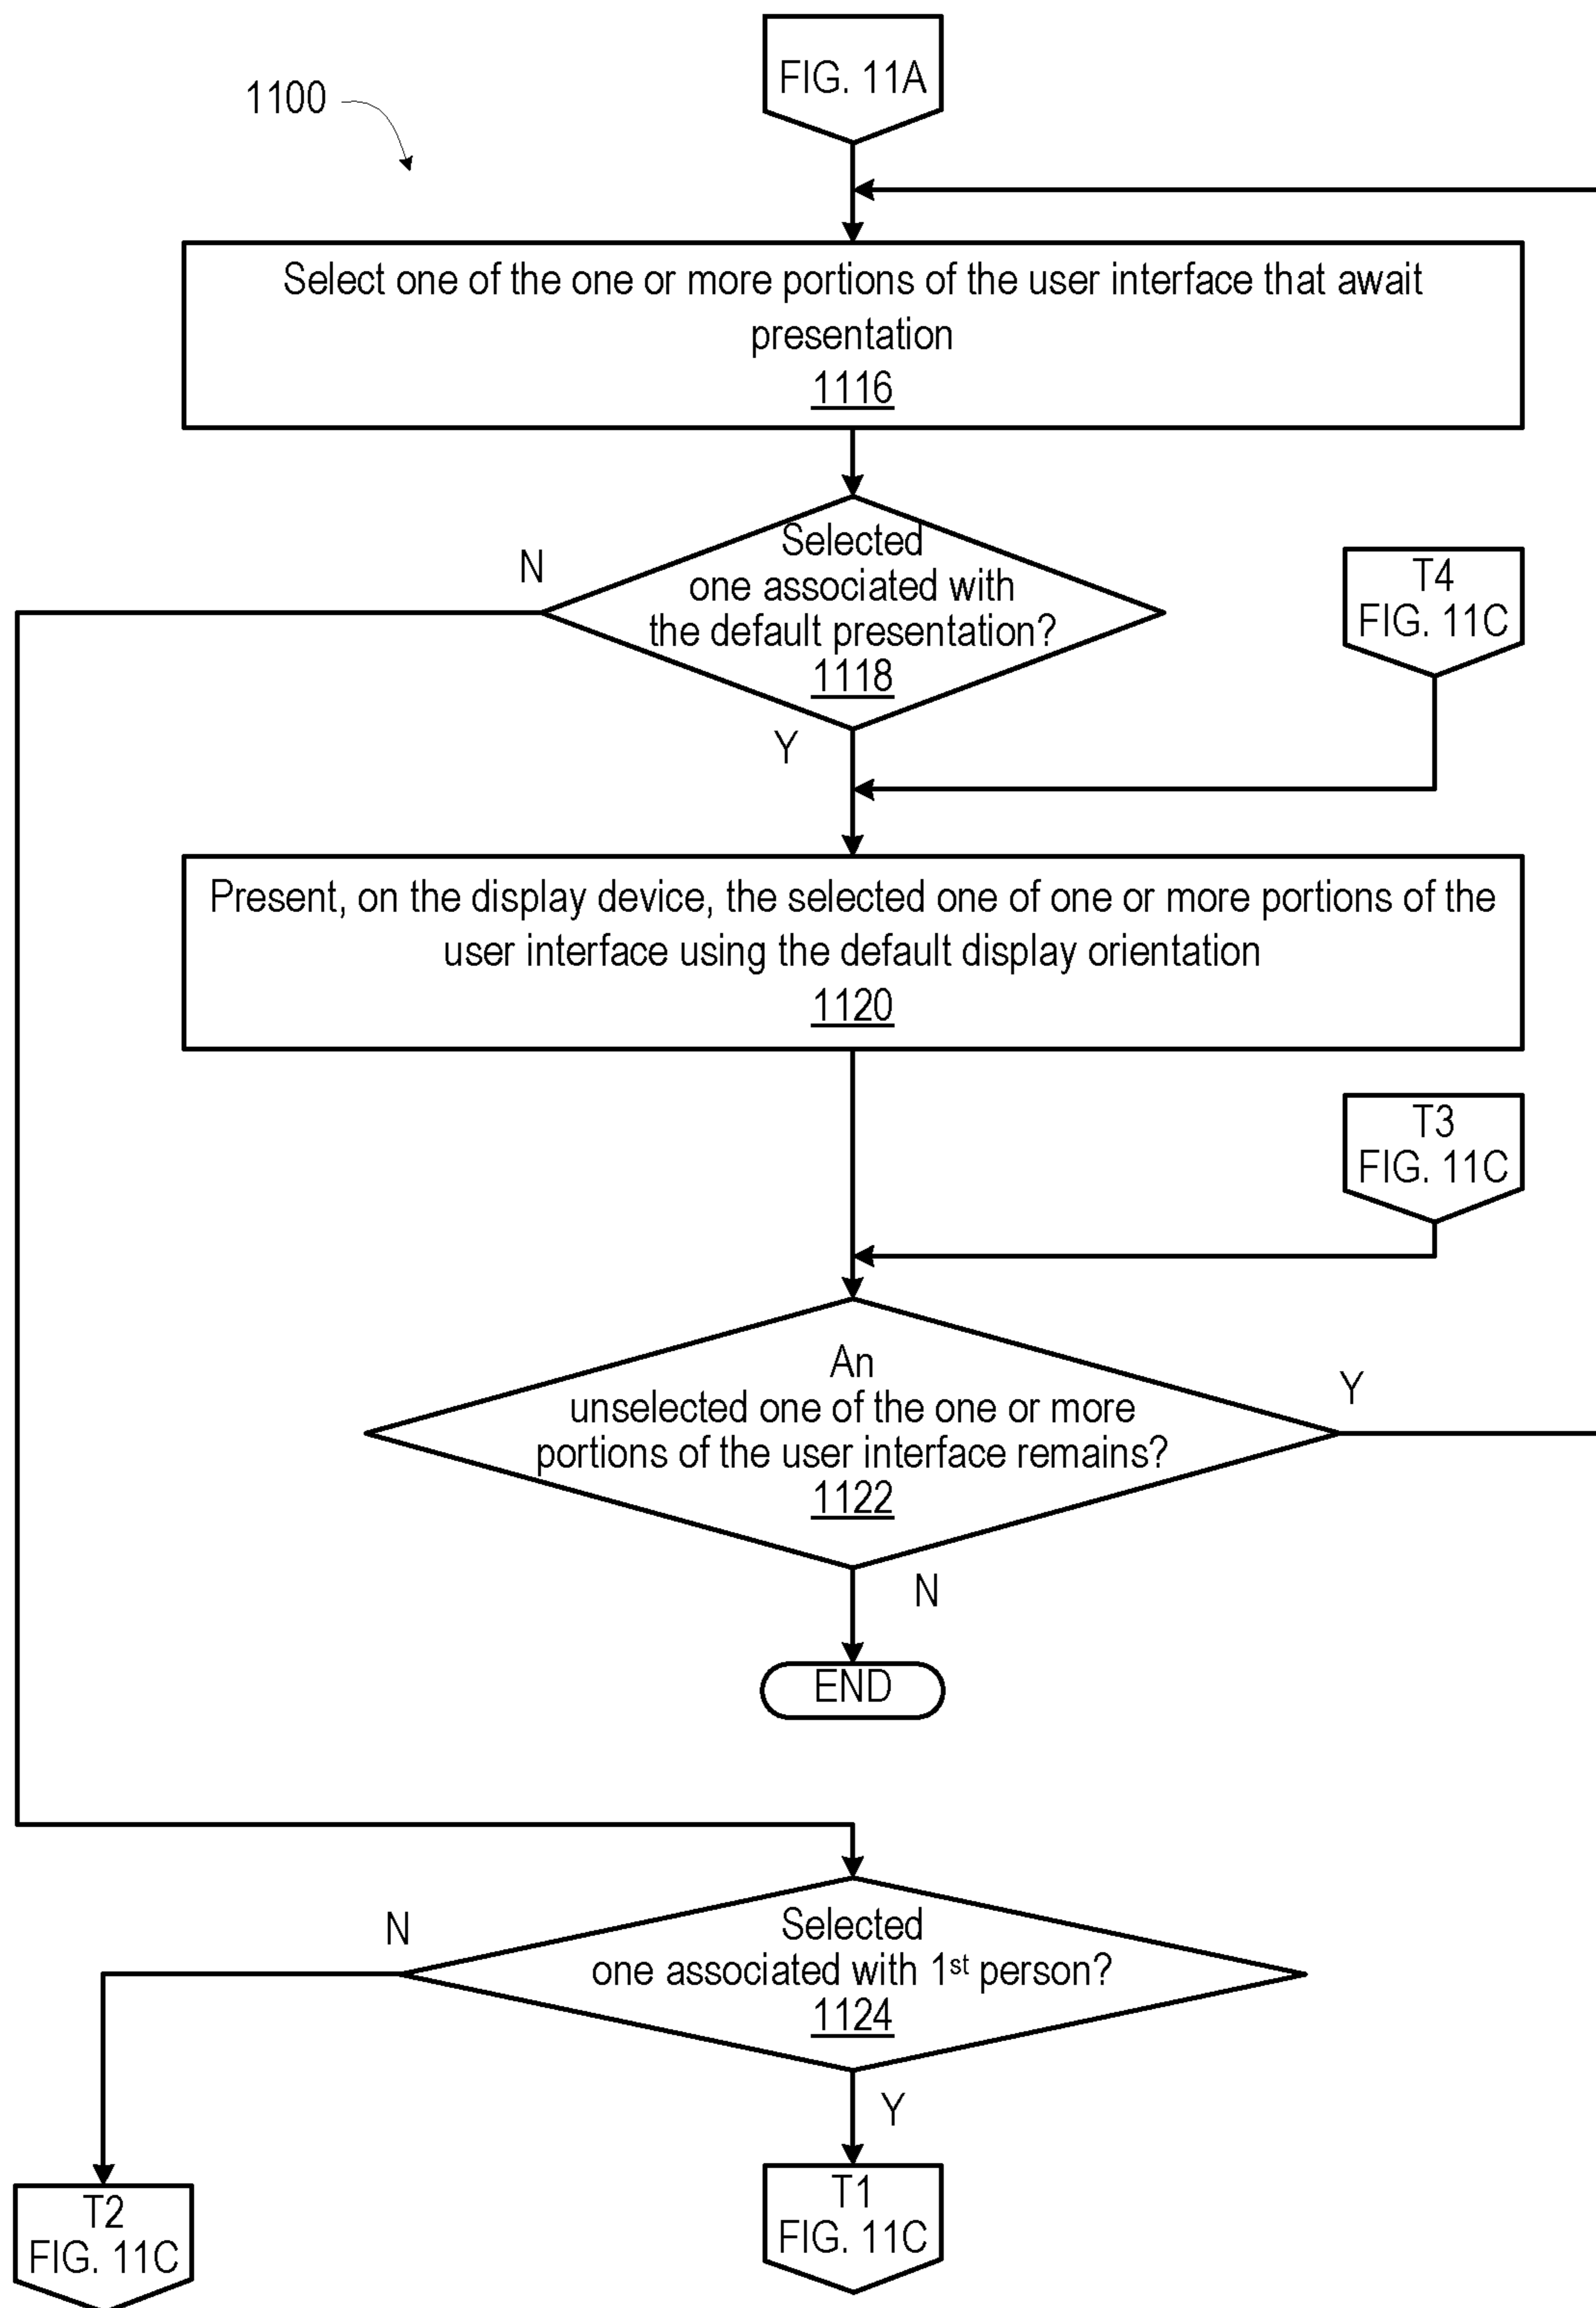 FIG. 11A
1100
Select one of the one or more portions of the user interface that await
presentation
1116
Selected
one associated with
the default presentation?
1118
N
Y
T4
FIG. 11C
Present, on the display device, the selected one of one or more portions of the
user interface using the default display orientation
1120
T3
FIG. 11C
An
unselected one of the one or more
portions of the user interface remains?
1122
Y
N
END
Selected
one associated with 1st person?
1124
N
Y
T2
FIG. 11C
T1
FIG. 11C